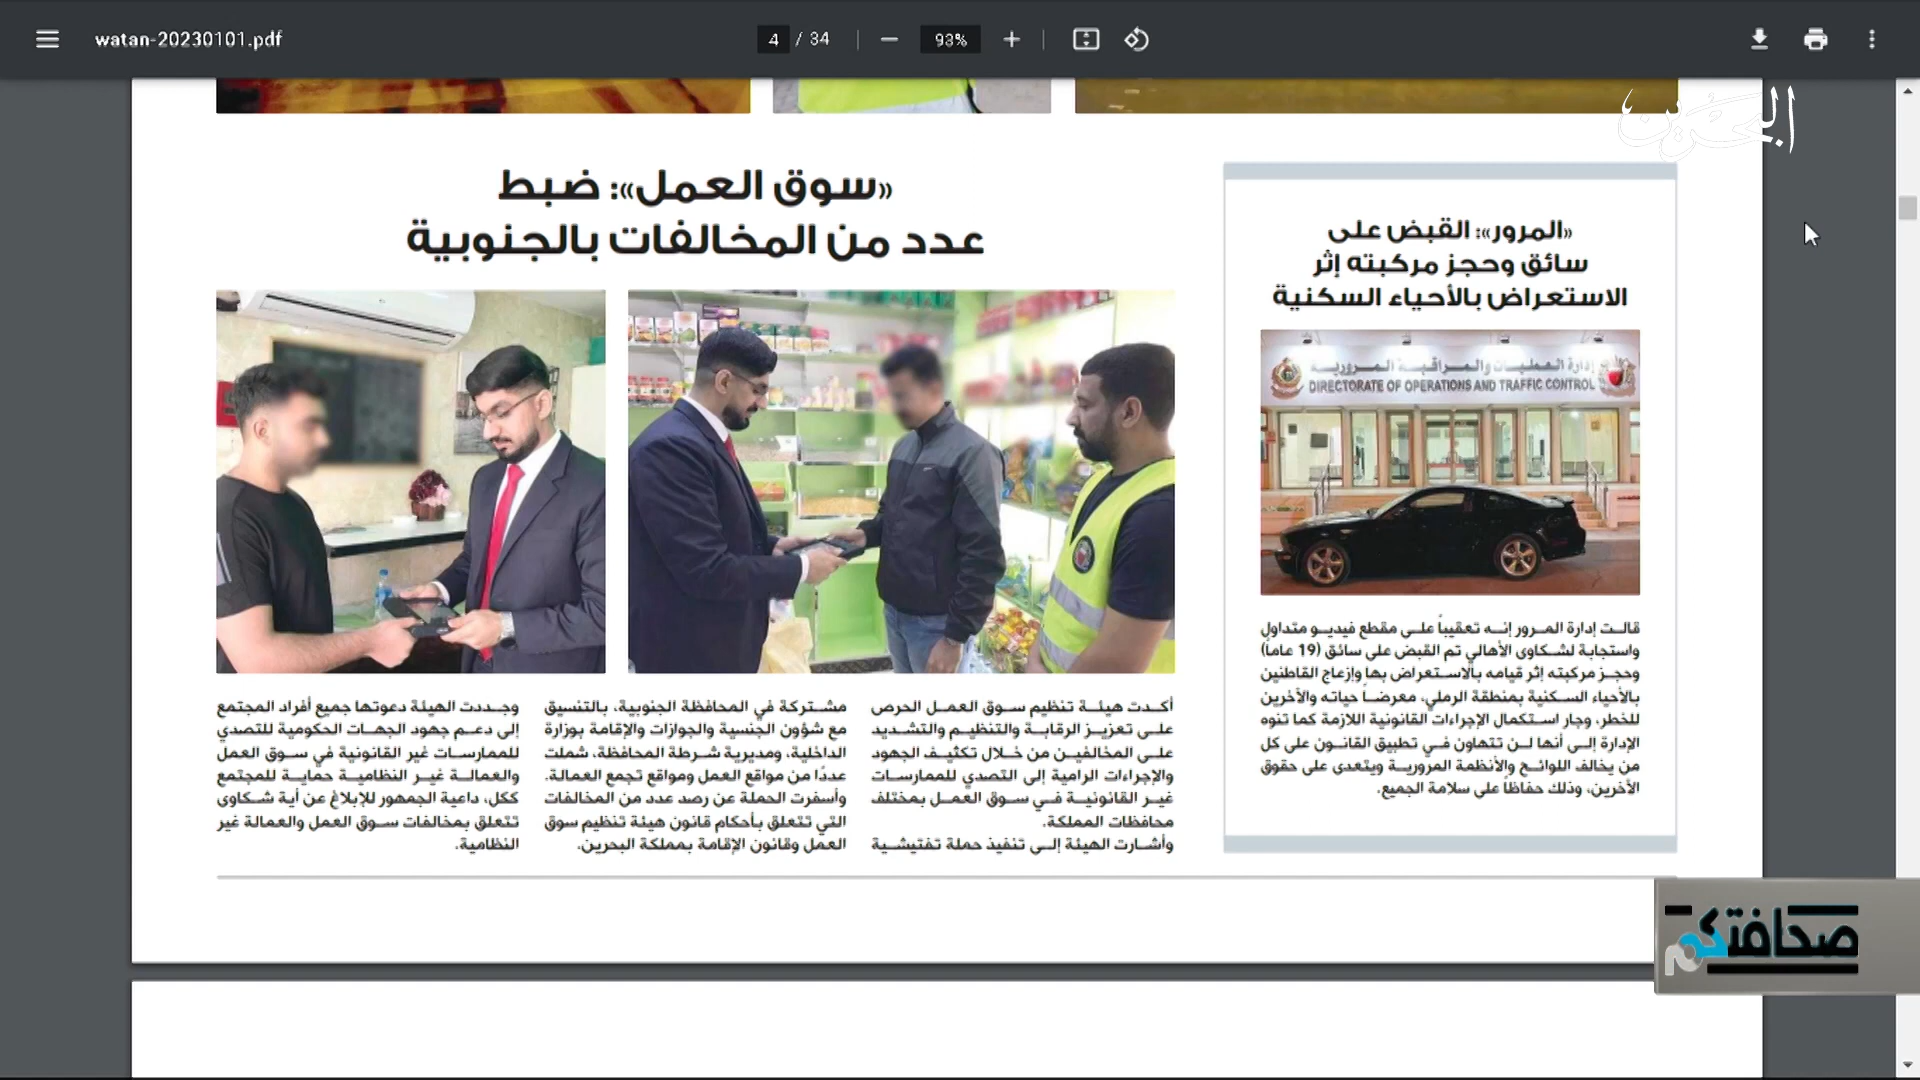 watan-20230101.pdf
4 / 34
93%
البحرين
«المرور»: القبض على
سائق وحجز مركبته إثر
الاستعراض بالأحياء السكنية
إدارة العمليات والمراقبة المرورية
DIRECTORATE OF OPERATIONS AND TRAFFIC CONTROL
قالت إدارة المرور إنه تعقيباً على مقطع فيديو متداول
واستجابة لشكاوى الأهالي تم القبض على سائق (19 عاماً)
وحجز مركبته إثر قيامه بالاستعراض بها وإزعاج القاطنين
بالأحياء السكنية بمنطقة الرملي، معرضاً حياته والآخرين
للخطر، وجار استكمال الإجراءات القانونية اللازمة كما تنوه
الإدارة إلى أنها لن تتهاون في تطبيق القانون على كل
من يخالف اللوائح والأنظمة المرورية ويتعدى على حقوق
الآخرين، وذلك حفاظاً على سلامة الجميع.
«سوق العمل»: ضبط
عدد من المخالفات بالجنوبية
أكدت هيئة تنظيم سوق العمل الحرص
على تعزيز الرقابة والتنظيم والتشديد
على المخالفين من خلال تكثيف الجهود
والإجراءات الرامية إلى التصدي للممارسات
غير القانونية في سوق العمل بمختلف
محافظات المملكة.
وأشارت الهيئة إلى تنفيذ حملة تفتيشية
مشتركة في المحافظة الجنوبية، بالتنسيق
مع شؤون الجنسية والجوازات والإقامة بوزارة
الداخلية، ومديرية شرطة المحافظة، شملت
عددًا من مواقع العمل ومواقع تجمع العمالة.
وأسفرت الحملة عن رصد عدد من المخالفات
التي تتعلق بأحكام قانون هيئة تنظيم سوق
العمل وقانون الإقامة بمملكة البحرين.
وجددت الهيئة دعوتها جميع أفراد المجتمع
إلى دعم جهود الجهات الحكومية للتصدي
للممارسات غير القانونية في سوق العمل
والعمالة غير النظامية حماية للمجتمع
ككل، داعية الجمهور للإبلاغ عن أية شكاوى
تتعلق بمخالفات سوق العمل والعمالة غير
النظامية.
صحافتكم